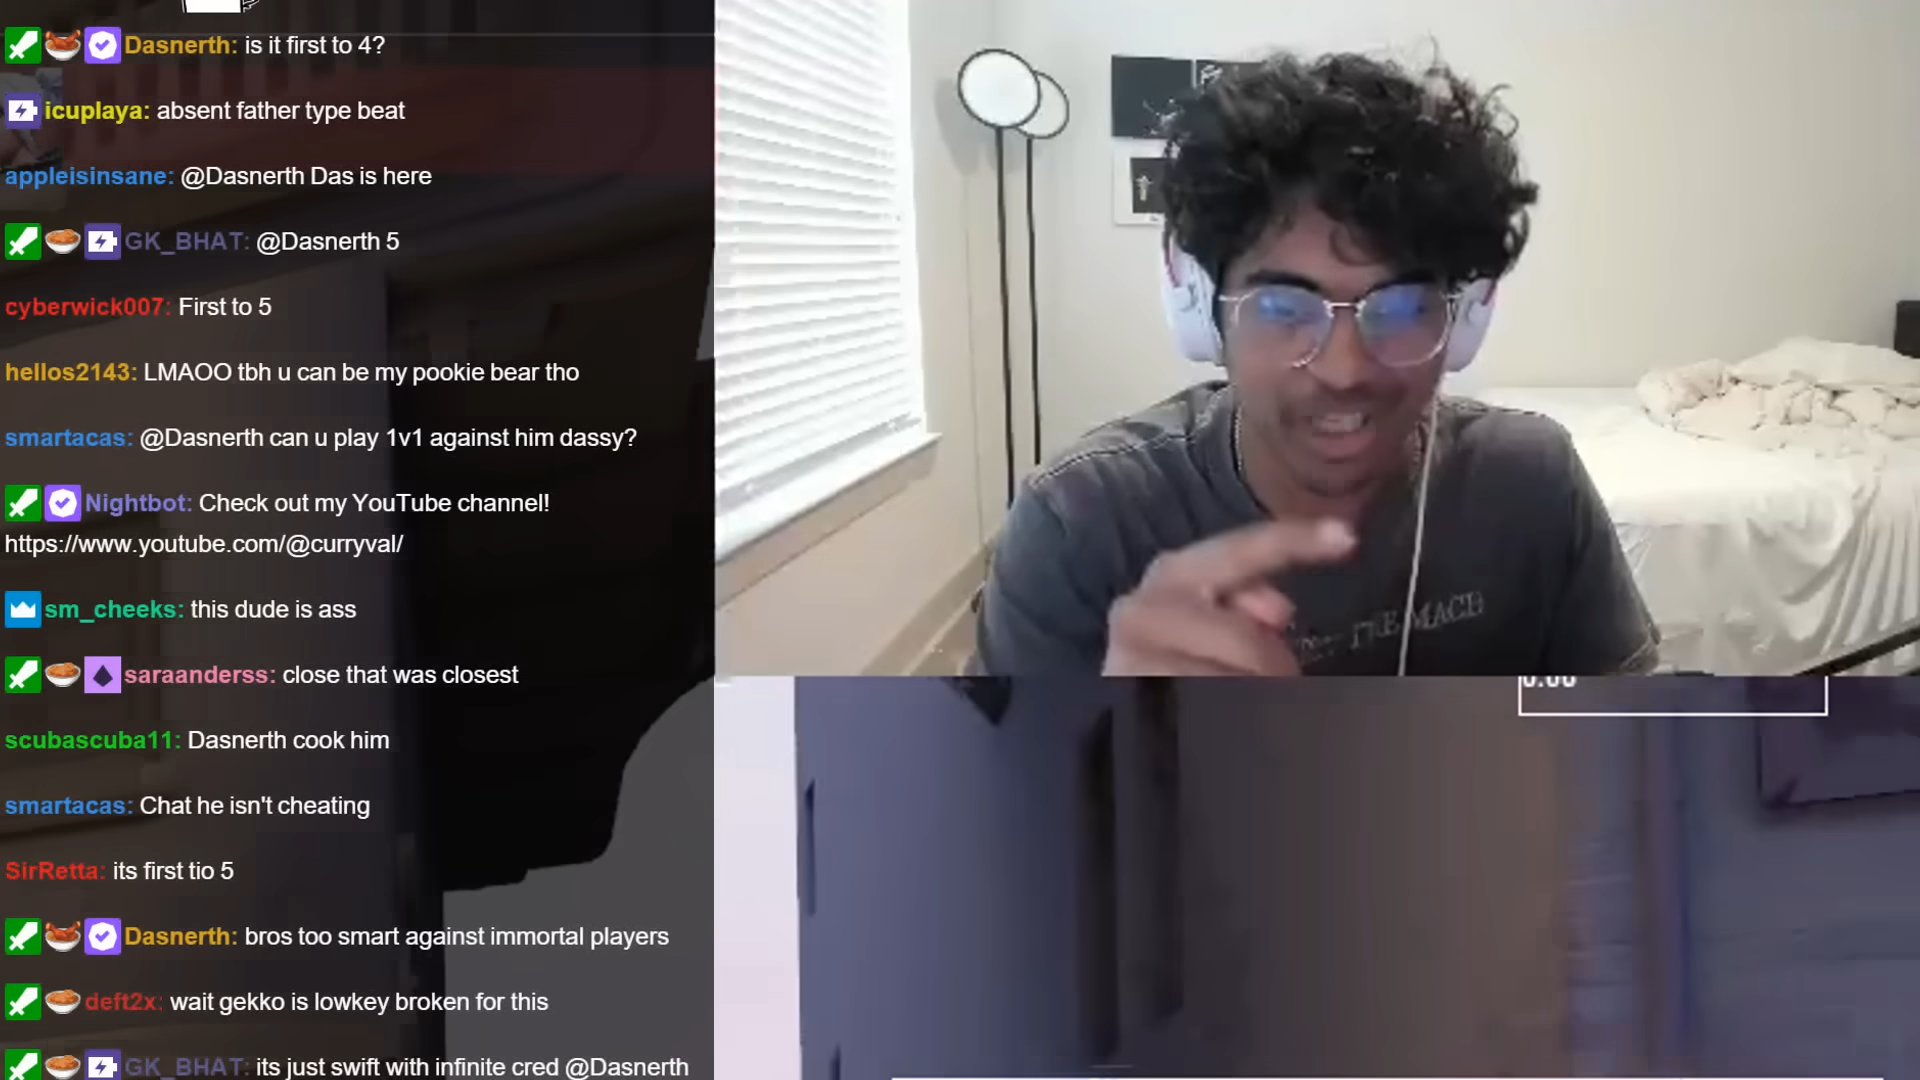 Dasnerth: is it first to 4?
icuplaya: absent father type beat
appleisinsane: @Dasnerth Das is here
GK_BHAT: @Dasnerth 5
cyberwick007: First to 5
hellos2143: LMAOO tbh u can be my pookie bear tho
smartacas: @Dasnerth can u play 1v1 against him dassy?
Nightbot: Check out my YouTube channel!
https://www.youtube.com/@curryval/
sm_cheeks: this dude is ass
saraanderss: close that was closest
scubascuba11: Dasnerth cook him
smartacas: Chat he isn't cheating
SirRetta: its first tio 5
Dasnerth: bros too smart against immortal players
deft2x: wait gekko is lowkey broken for this
GK_BHAT: its just swift with infinite cred @Dasnerth